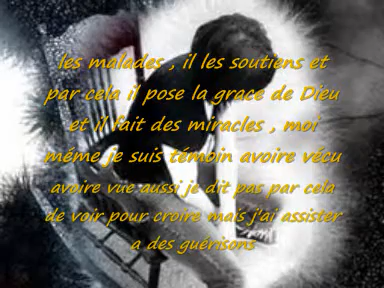 les malades , il les soutiens et
par cela il pose la grace de Dieu
et il fait des miracles , moi
méme je suis témoin avoire vécu
avoire vue aussi je dit pas par cela
de voir pour croire mais j'ai assister
a des guérisons